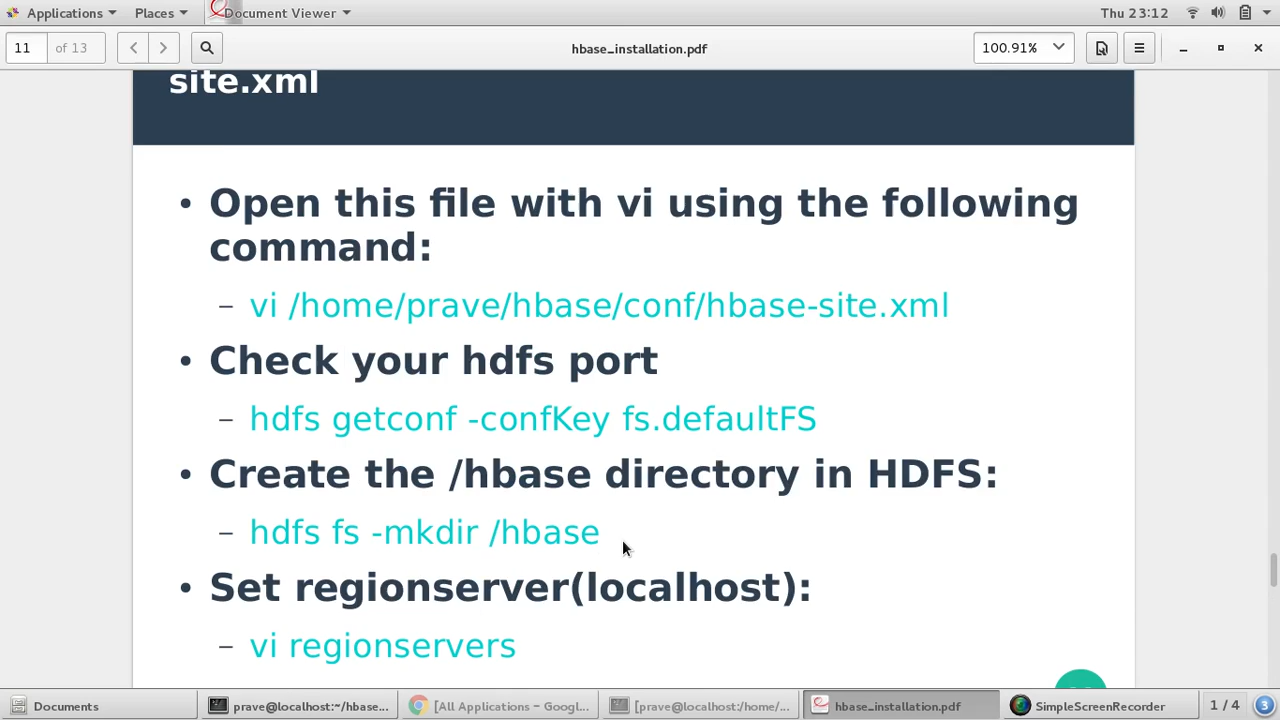 Applications Places Document Viewer Thu 23:12
11 of 13 hbase_installation.pdf 100.91%
site.xml
• Open this file with vi using the following
command:
– vi /home/prave/hbase/conf/hbase-site.xml
• Check your hdfs port
– hdfs getconf -confKey fs.defaultFS
• Create the /hbase directory in HDFS:
– hdfs fs -mkdir /hbase
• Set regionserver(localhost):
– vi regionservers
Documents prave@localhost:~/hbase... [All Applications – Googl... [prave@localhost:/home/... hbase_installation.pdf SimpleScreenRecorder 1 / 4 3